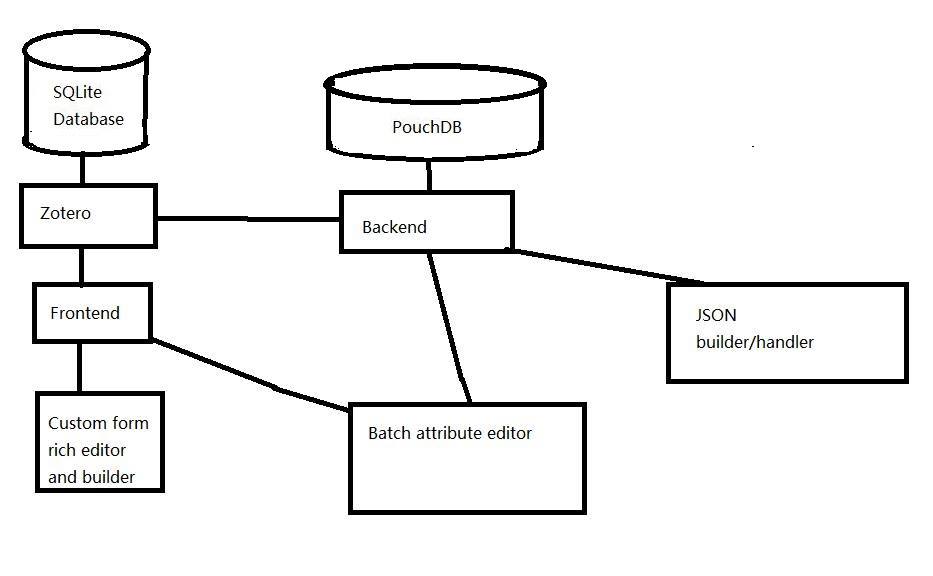 SQLite
Database
PouchDB
Zotero
Backend
Frontend
JSON
builder/handler
Custom form
rich editor
and builder
Batch attribute editor